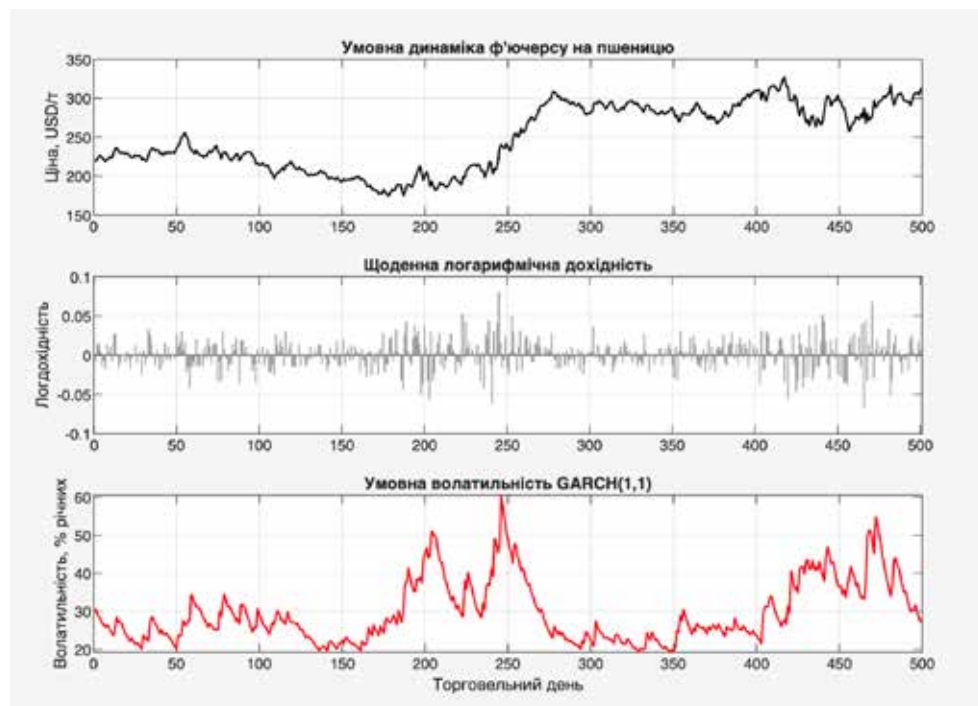 Умовна динаміка ф'ючерсу на пшеницю
Ціна, USD/т
350
300
250
200
150
0 50 100 150 200 250 300 350 400 450 500
Щоденна логарифмічна дохідність
Логдохідність
0.1
0.05
0
-0.05
-0.1
0 50 100 150 200 250 300 350 400 450 500
Умовна волатильність GARCH(1,1)
Волатильність, % річних
60
50
40
30
20
0 50 100 150 200 250 300 350 400 450 500
Торговельний день